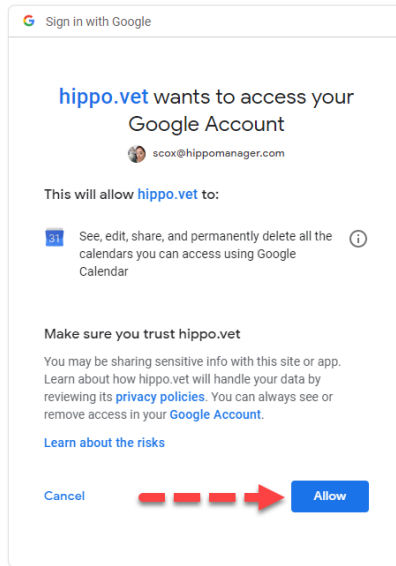 Sign in with Google
hippo.vet wants to access your
Google Account
scox@hippomanager.com
This will allow hippo.vet to:
31
See, edit, share, and permanently delete all the
calendars you can access using Google
Calendar
Make sure you trust hippo.vet
You may be sharing sensitive info with this site or app.
Learn about how hippo.vet will handle your data by
reviewing its privacy policies. You can always see or
remove access in your Google Account.
Learn about the risks
Cancel
Allow